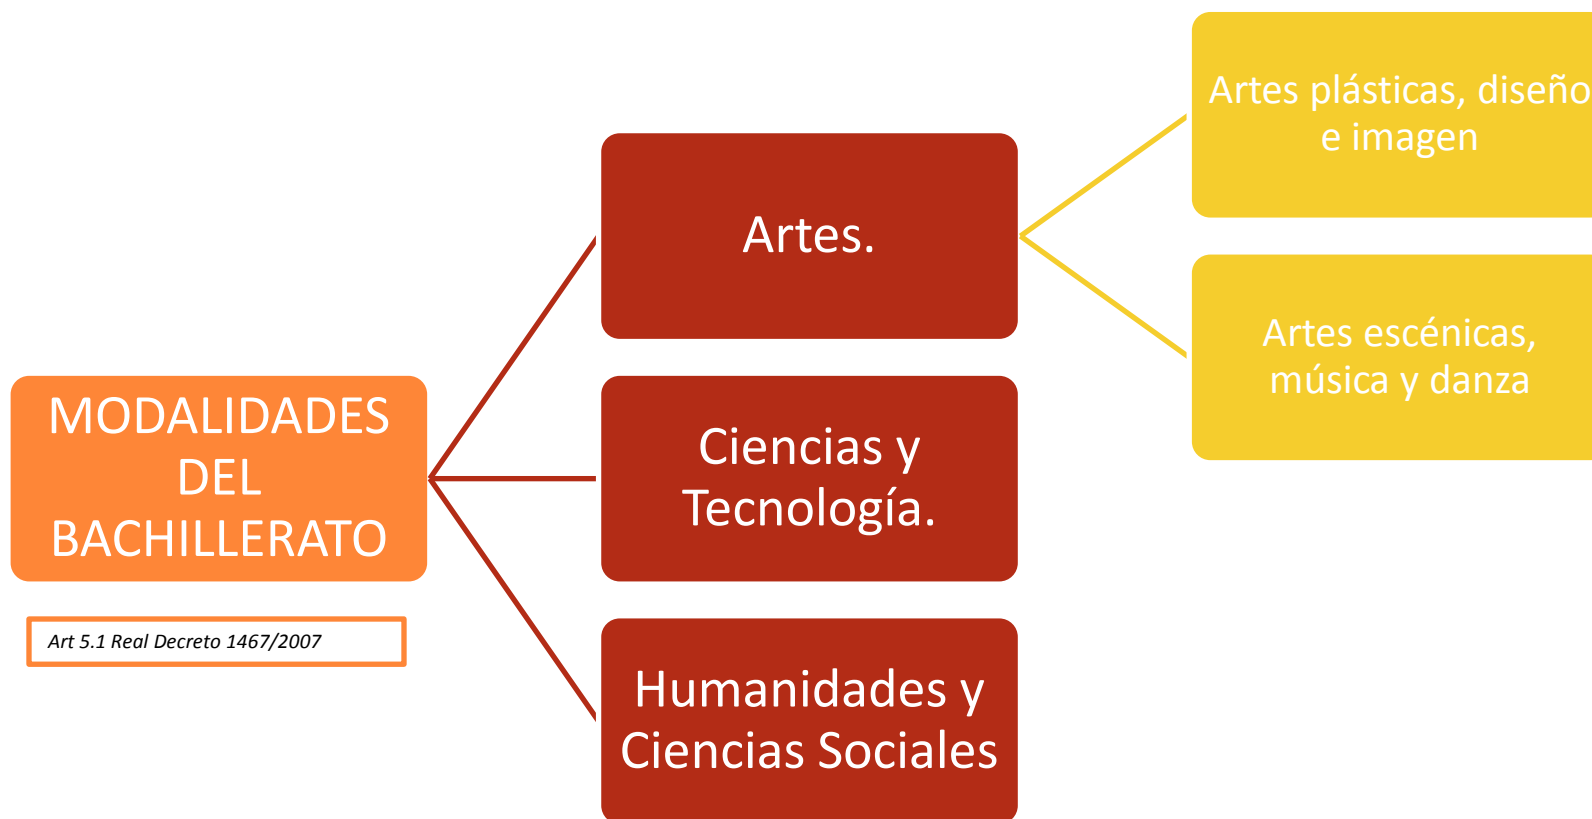 MODALIDADES
DEL
BACHILLERATO
Art 5.1 Real Decreto 1467/2007
Artes.
Ciencias y
Tecnología.
Humanidades y
Ciencias Sociales
Artes plásticas, diseño
e imagen
Artes escénicas,
música y danza